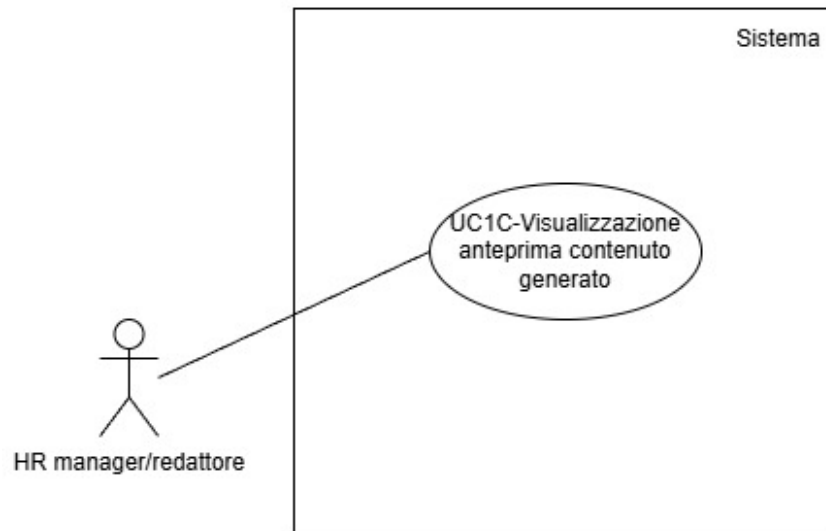 Sistema
UC1C-Visualizzazione
anteprima contenuto
generato
HR manager/redattore